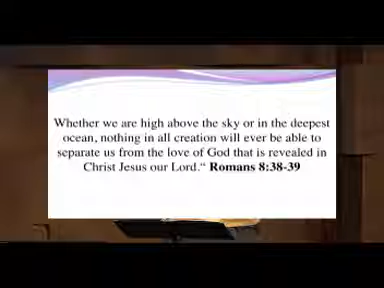 Whether we are high above the sky or in the deepest
ocean, nothing in all creation will ever be able to
separate us from the love of God that is revealed in
Christ Jesus our Lord.“ Romans 8:38-39